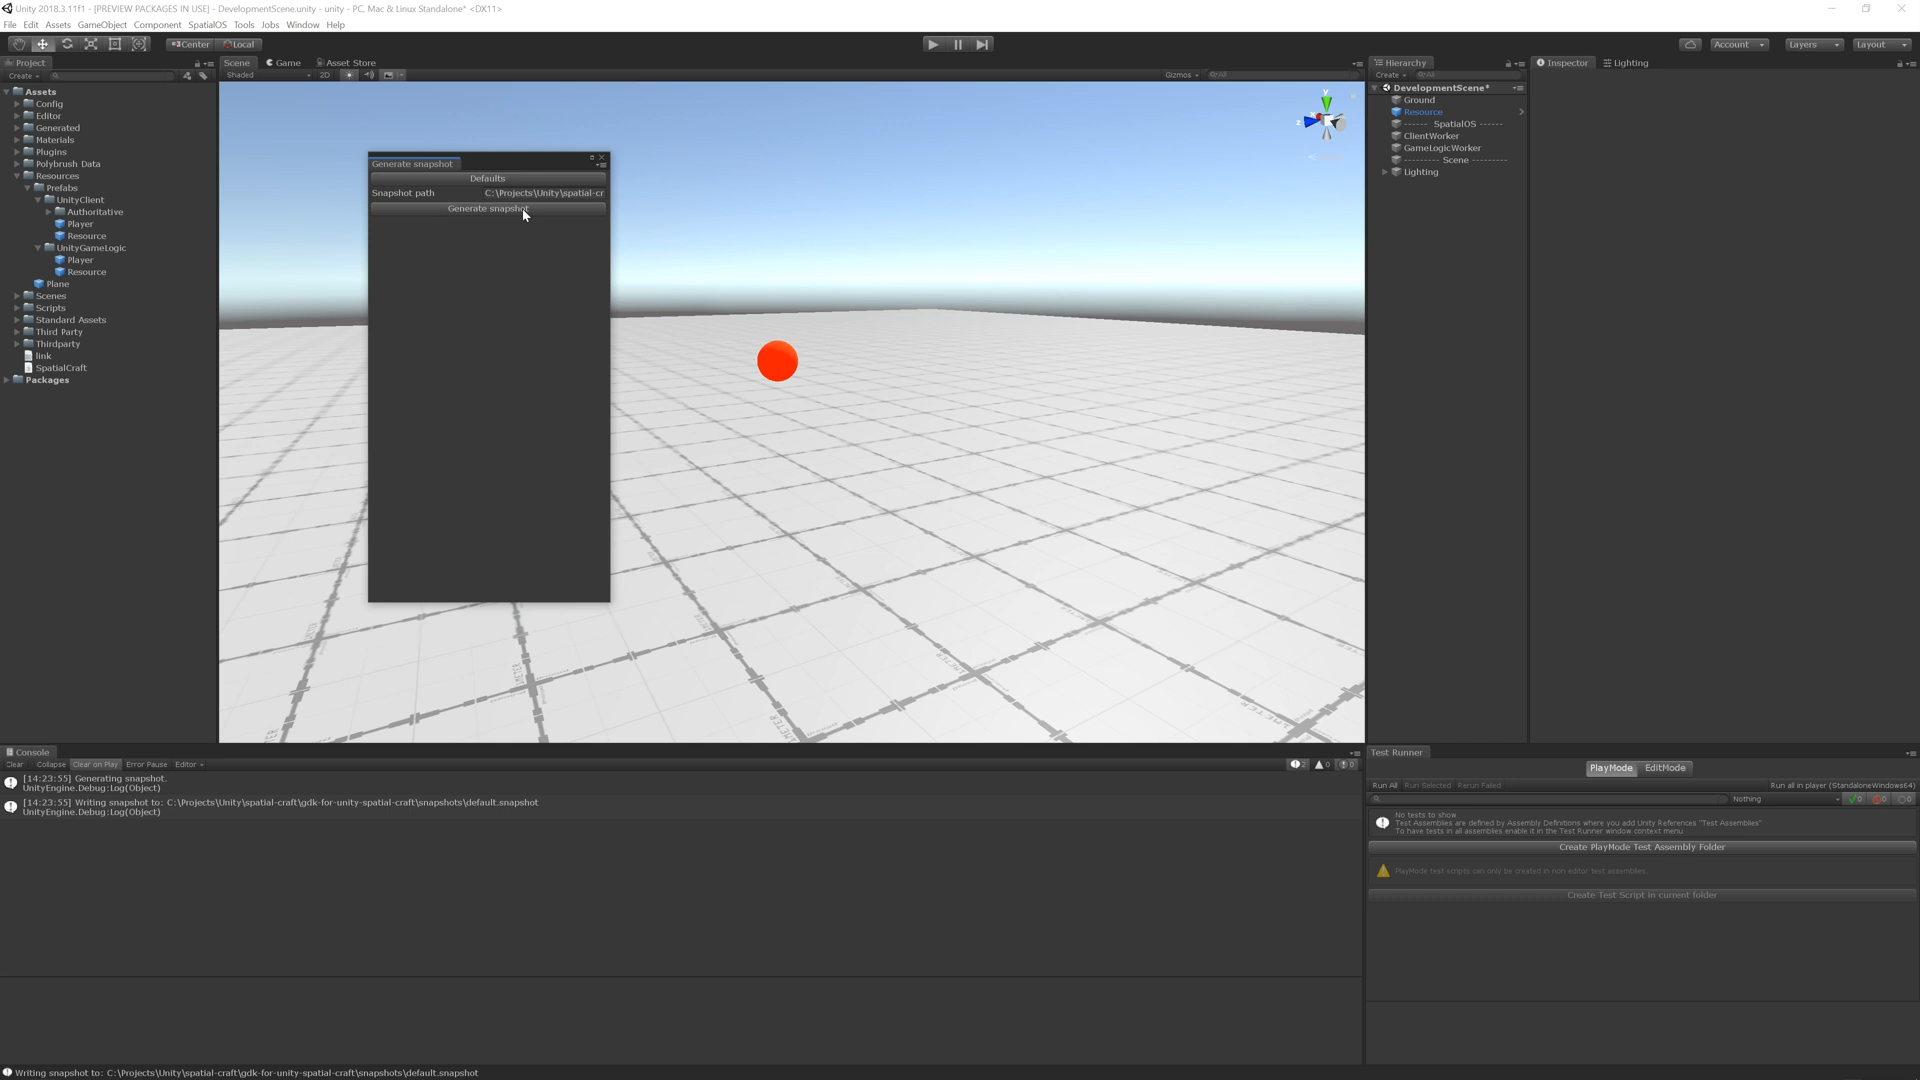 Unity 2018.3.11f1 - [PREVIEW PACKAGES IN USE] - DevelopmentScene.unity - unity - PC, Mac & Linux Standalone* <DX11>
File Edit Assets GameObject Component SpatialOS Tools Jobs Window Help
Center Local
Account Layers Layout
Project
Create
Assets
Config
Editor
Generated
Materials
Plugins
Polybrush Data
Resources
Prefabs
UnityClient
Authoritative
Player
Resource
UnityGameLogic
Player
Resource
Plane
Scenes
Scripts
Standard Assets
Third Party
Thirdparty
link
SpatialCraft
Packages
Scene Game Asset Store
Shaded 2D Gizmos All
y
z
Generate snapshot
Defaults
Snapshot path C:\Projects\Unity\spatial-cr
Generate snapshot
Hierarchy
Create All
DevelopmentScene*
Ground
Resource
------ SpatialOS ------
ClientWorker
GameLogicWorker
--------- Scene ---------
Lighting
Inspector Lighting
Console
Clear Collapse Clear on Play Error Pause Editor 2 0 0
[14:23:55] Generating snapshot.
UnityEngine.Debug:Log(Object)
[14:23:55] Writing snapshot to: C:\Projects\Unity\spatial-craft\gdk-for-unity-spatial-craft\snapshots\default.snapshot
UnityEngine.Debug:Log(Object)
Test Runner
PlayMode EditMode
Run All Run Selected Rerun Failed Run all in player (StandaloneWindows64)
Nothing 0 0 0
No tests to show
Test Assemblies are defined by Assembly Definitions where you add Unity References "Test Assemblies"
To have tests in all assemblies enable it in the Test Runner window context menu
Create PlayMode Test Assembly Folder
PlayMode test scripts can only be created in non editor test assemblies.
Create Test Script in current folder
Writing snapshot to: C:\Projects\Unity\spatial-craft\gdk-for-unity-spatial-craft\snapshots\default.snapshot